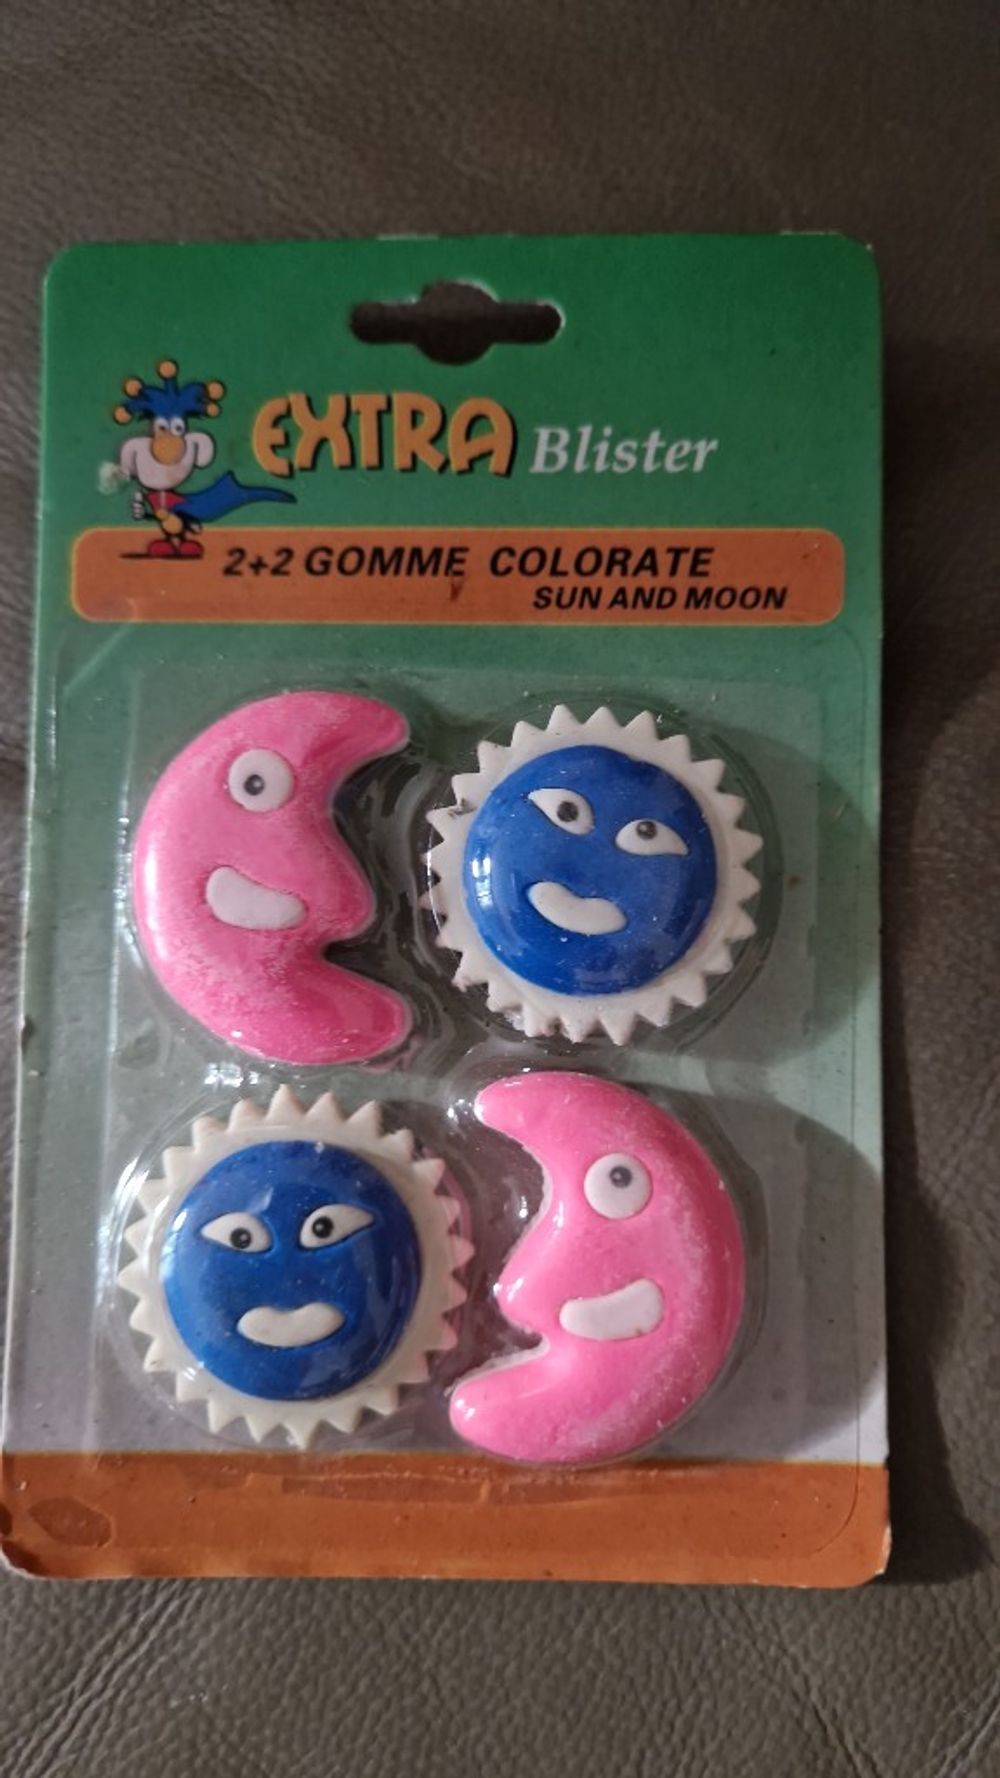 EXTRA Blister
2+2 GOMME COLORATE
SUN AND MOON